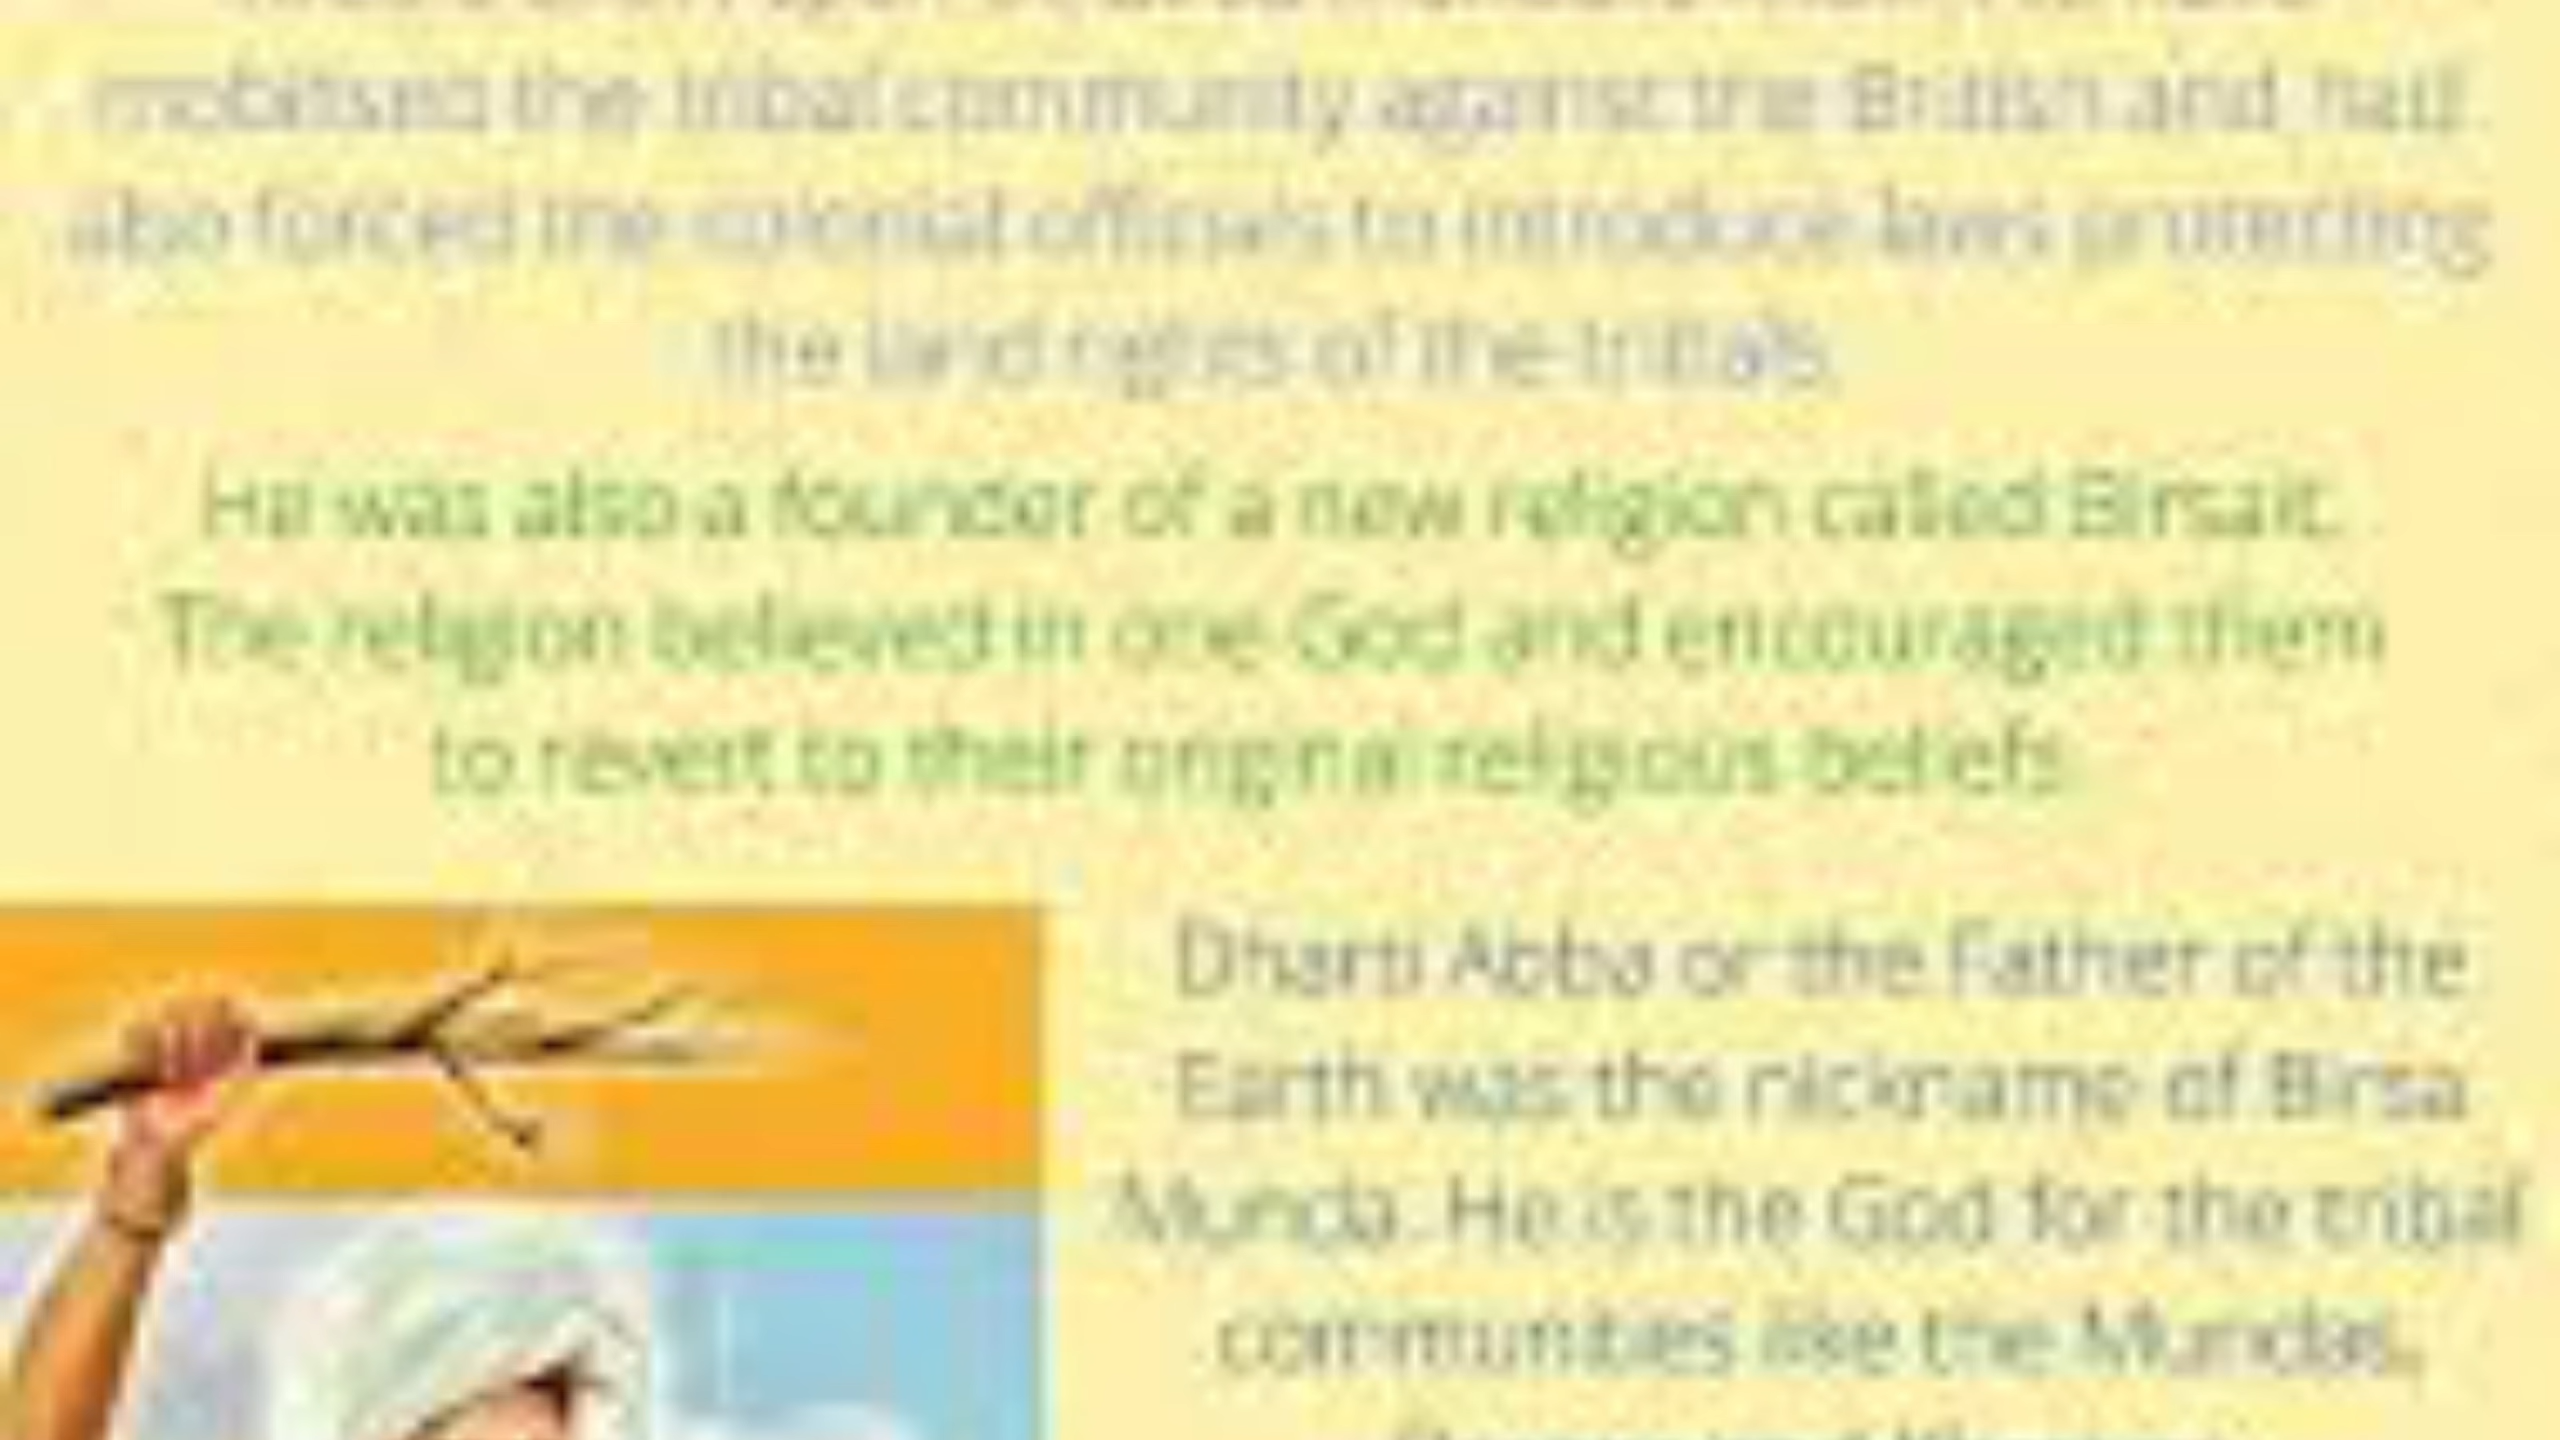 mobilised the tribal community against the British and had
also forced the colonial officials to introduce laws protecting
the land rights of the tribals.
He was also a founder of a new religion called Birsait.
The religion believed in one God and encouraged them
to revert to their original religious beliefs.
Dharti Abba or the Father of the
Earth was the nickname of Birsa
Munda. He is the God for the tribal
communities like the Mundas,